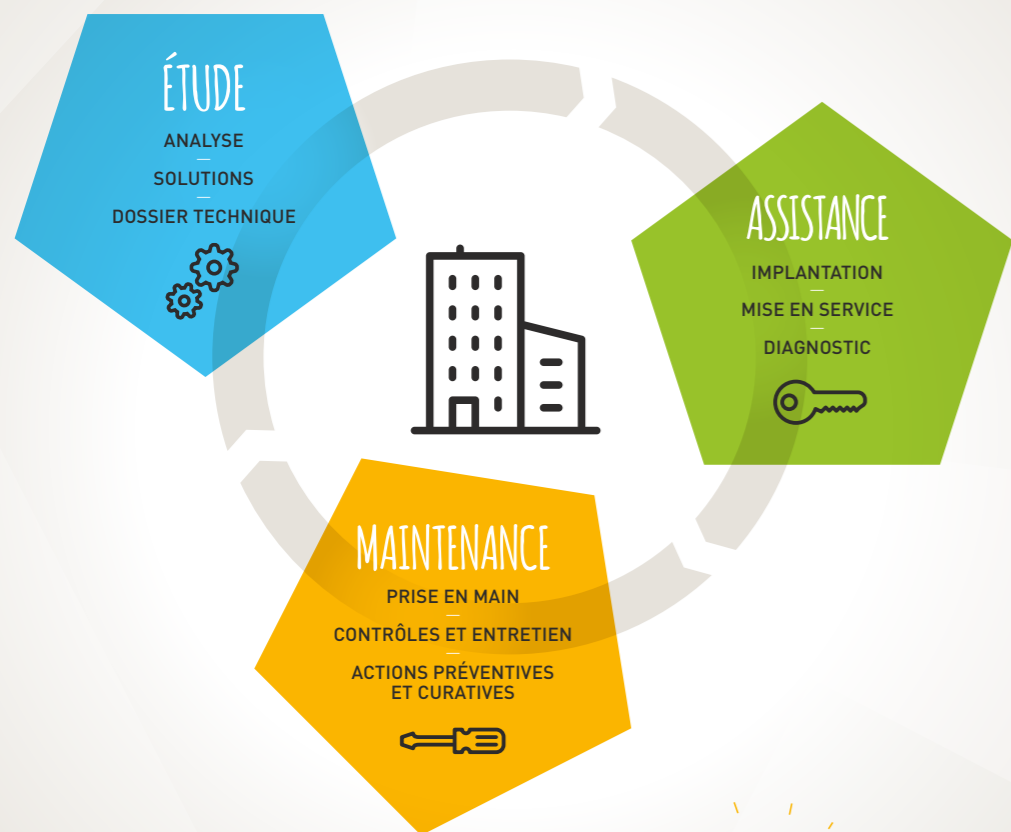 ÉTUDE
ANALYSE
SOLUTIONS
DOSSIER TECHNIQUE
ASSISTANCE
IMPLANTATION
MISE EN SERVICE
DIAGNOSTIC
MAINTENANCE
PRISE EN MAIN
CONTRÔLES ET ENTRETIEN
ACTIONS PRÉVENTIVES
ET CURATIVES